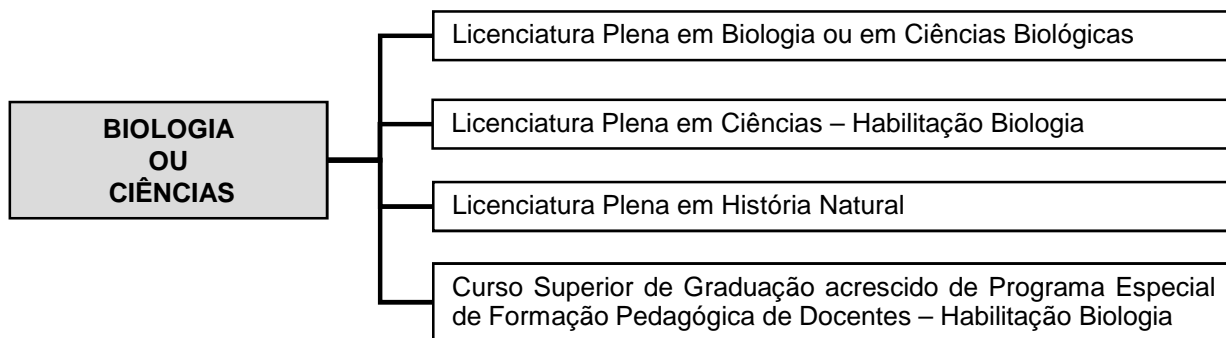 BIOLOGIA
OU
CIÊNCIAS
Licenciatura Plena em Biologia ou em Ciências Biológicas
Licenciatura Plena em Ciências – Habilitação Biologia
Licenciatura Plena em História Natural
Curso Superior de Graduação acrescido de Programa Especial
de Formação Pedagógica de Docentes – Habilitação Biologia